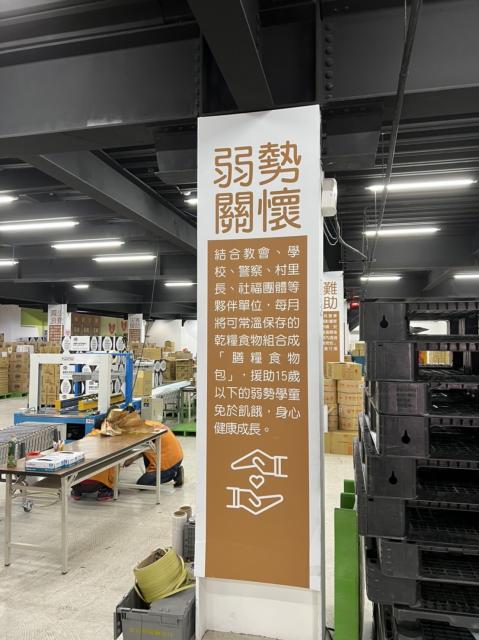 弱勢
關懷
結合教會、學
校、警察、村里
長、社福團體等
夥伴單位，每月
將可常溫保存的
乾糧食物組合成
「膳糧食物
包」，援助15歲
以下的弱勢學童
免於飢餓，身心
健康成長。
難
助